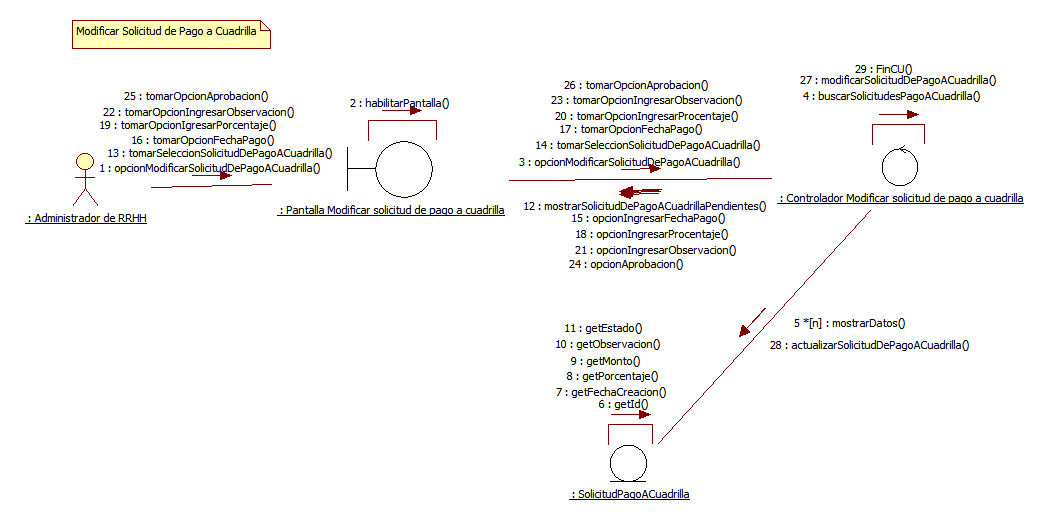 Modificar Solicitud de Pago a Cuadrilla
25 : tomarOpcionAprobacion()
22 : tomarOpcionIngresarObservacion()
19 : tomarOpcionIgresarPorcentaje()
16 : tomarOpcionFechaPago()
13 : tomarSeleccionSolicitudDePagoACuadrilla()
1 : opcionModificarSolicitudDePagoACuadrilla()
: Administrador de RRHH
2 : habilitarPantalla()
: Pantalla Modificar solicitud de pago a cuadrilla
26 : tomarOpcionAprobacion()
23 : tomarOpcionIngresarObservacion()
20 : tomarOpcionIngresarProcentaje()
17 : tomarOpcionFechaPago()
14 : tomarSeleccionSolicitudDePagoACuadrilla()
3 : opcionModificarSolicitudDePagoACuadrilla()
12 : mostrarSolicitudDePagoACuadrillaPendientes()
15 : opcionIngresarFechaPago()
18 : opcionIngresarProcentaje()
21 : opcionIngresarObservacion()
24 : opcionAprobacion()
29 : FinCU()
27 : modificarSolicitudDePagoACuadrilla()
4 : buscarSolicitudesPagoACuadrilla()
: Controlador Modificar solicitud de pago a cuadrilla
5 *[n] : mostrarDatos()
28 : actualizarSolicitudDePagoACuadrilla()
11 : getEstado()
10 : getObservacion()
9 : getMonto()
8 : getPorcentaje()
7 : getFechaCreacion()
6 : getId()
: SolicitudPagoACuadrilla